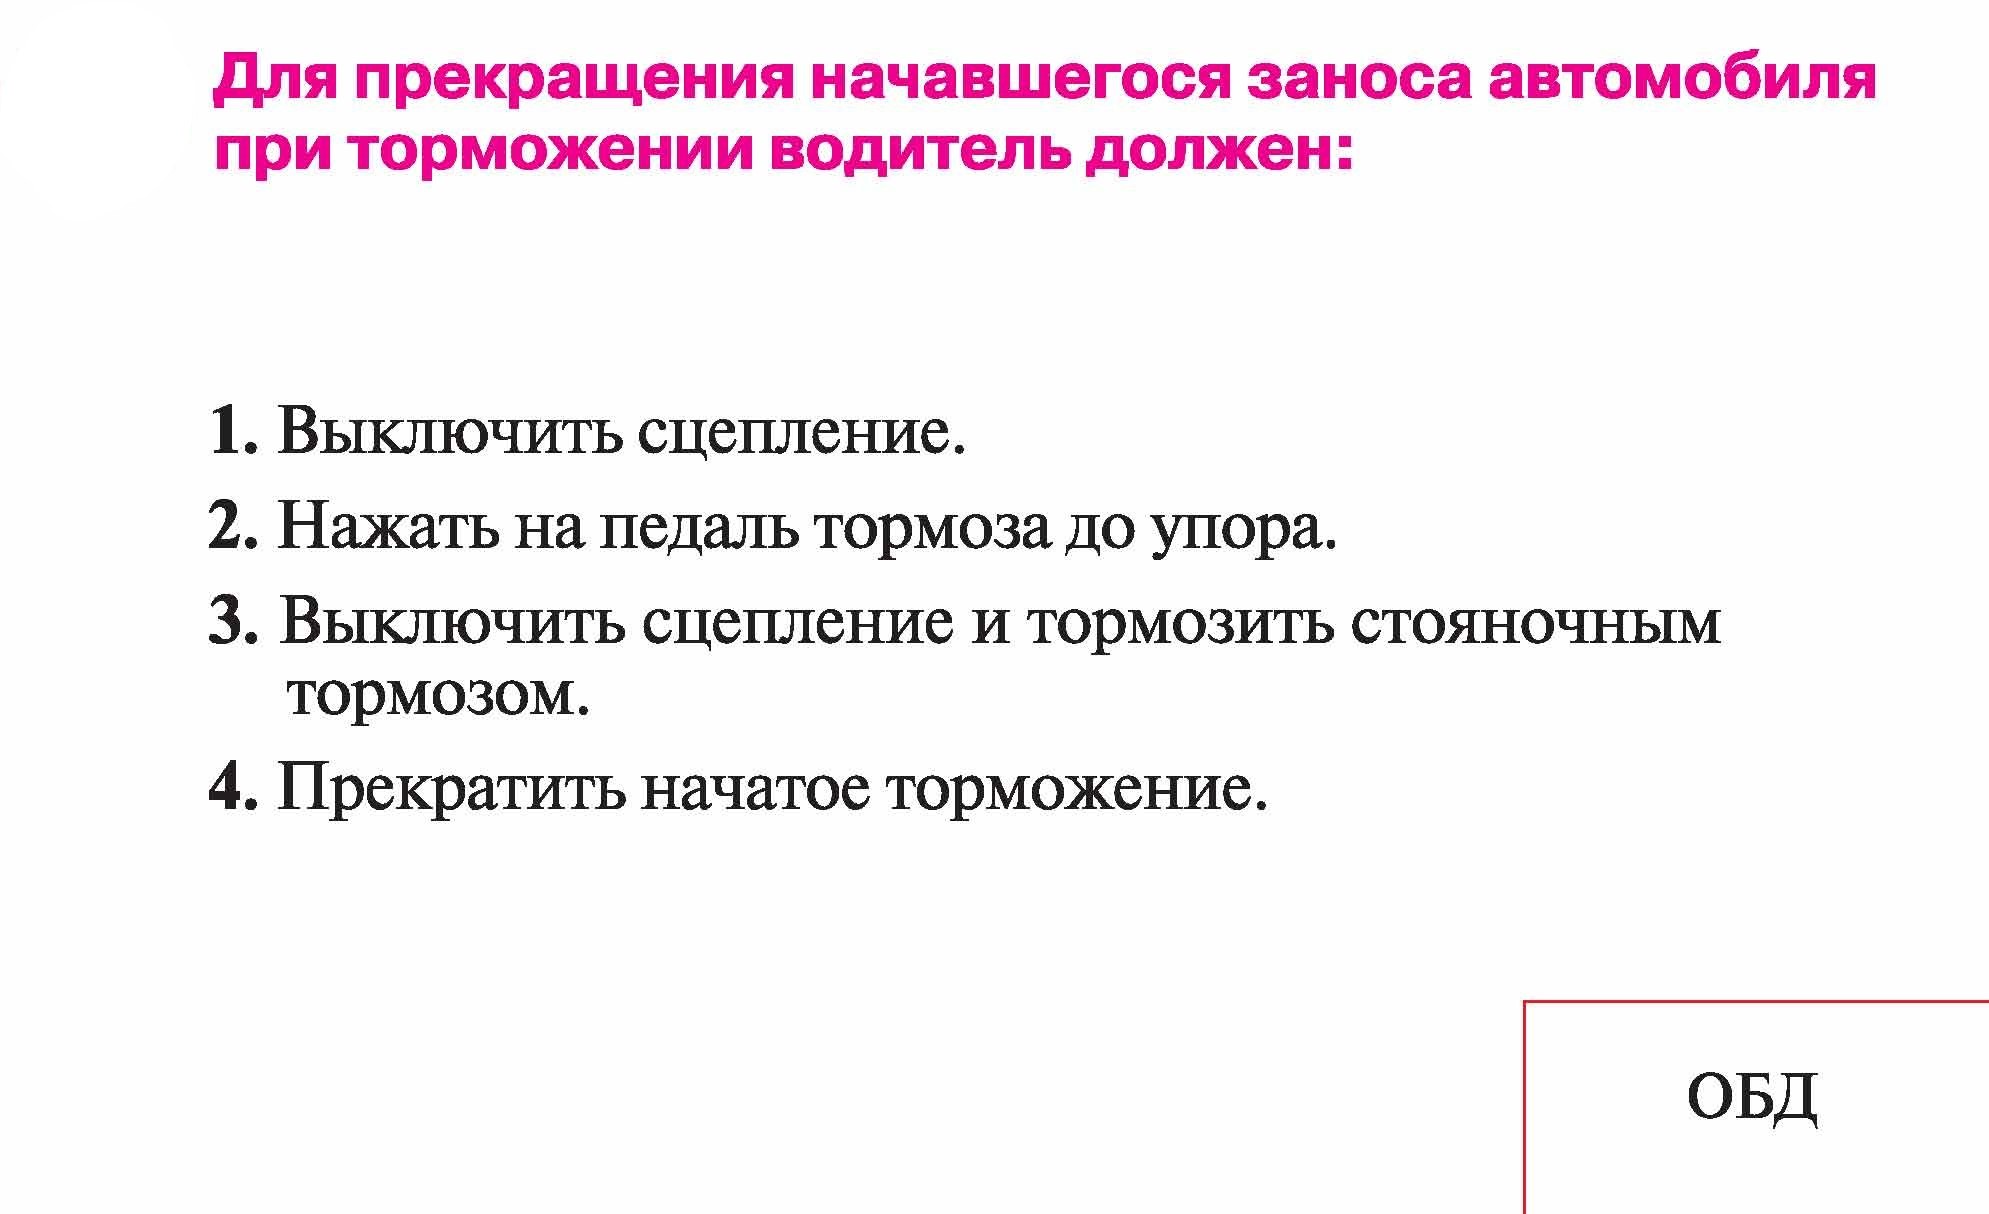 Для прекращения начавшегося заноса автомобиля
при торможении водитель должен:
1. Выключить сцепление.
2. Нажать на педаль тормоза до упора.
3. Выключить сцепление и тормозить стояночным
тормозом.
4. Прекратить начатое торможение.
ОБД